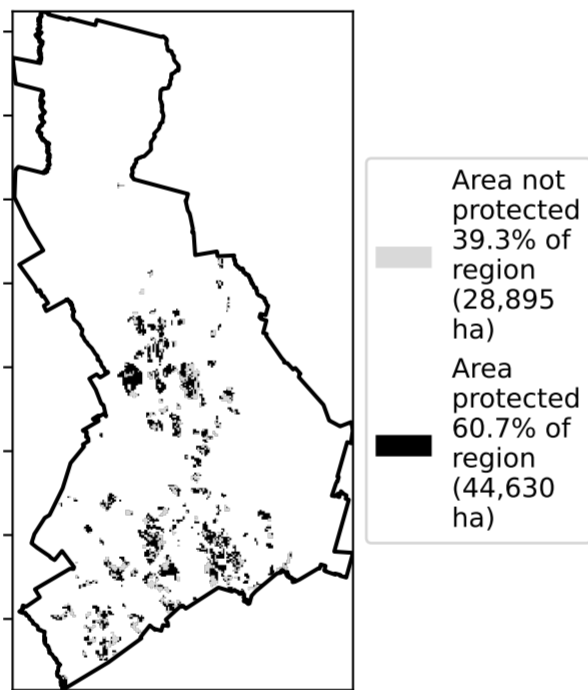 Area not
protected
39.3% of
region
(28,895
ha)
Area
protected
60.7% of
region
(44,630
ha)